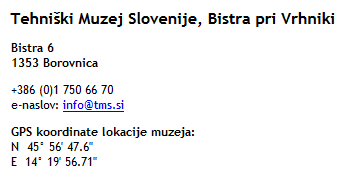 Tehniški Muzej Slovenije, Bistra pri Vrhniki
Bistra 6
1353 Borovnica
+386 (0)1 750 66 70
e-naslov: info@tms.si
GPS koordinate lokacije muzeja:
N 45° 56' 47.6"
E 14° 19' 56.71"